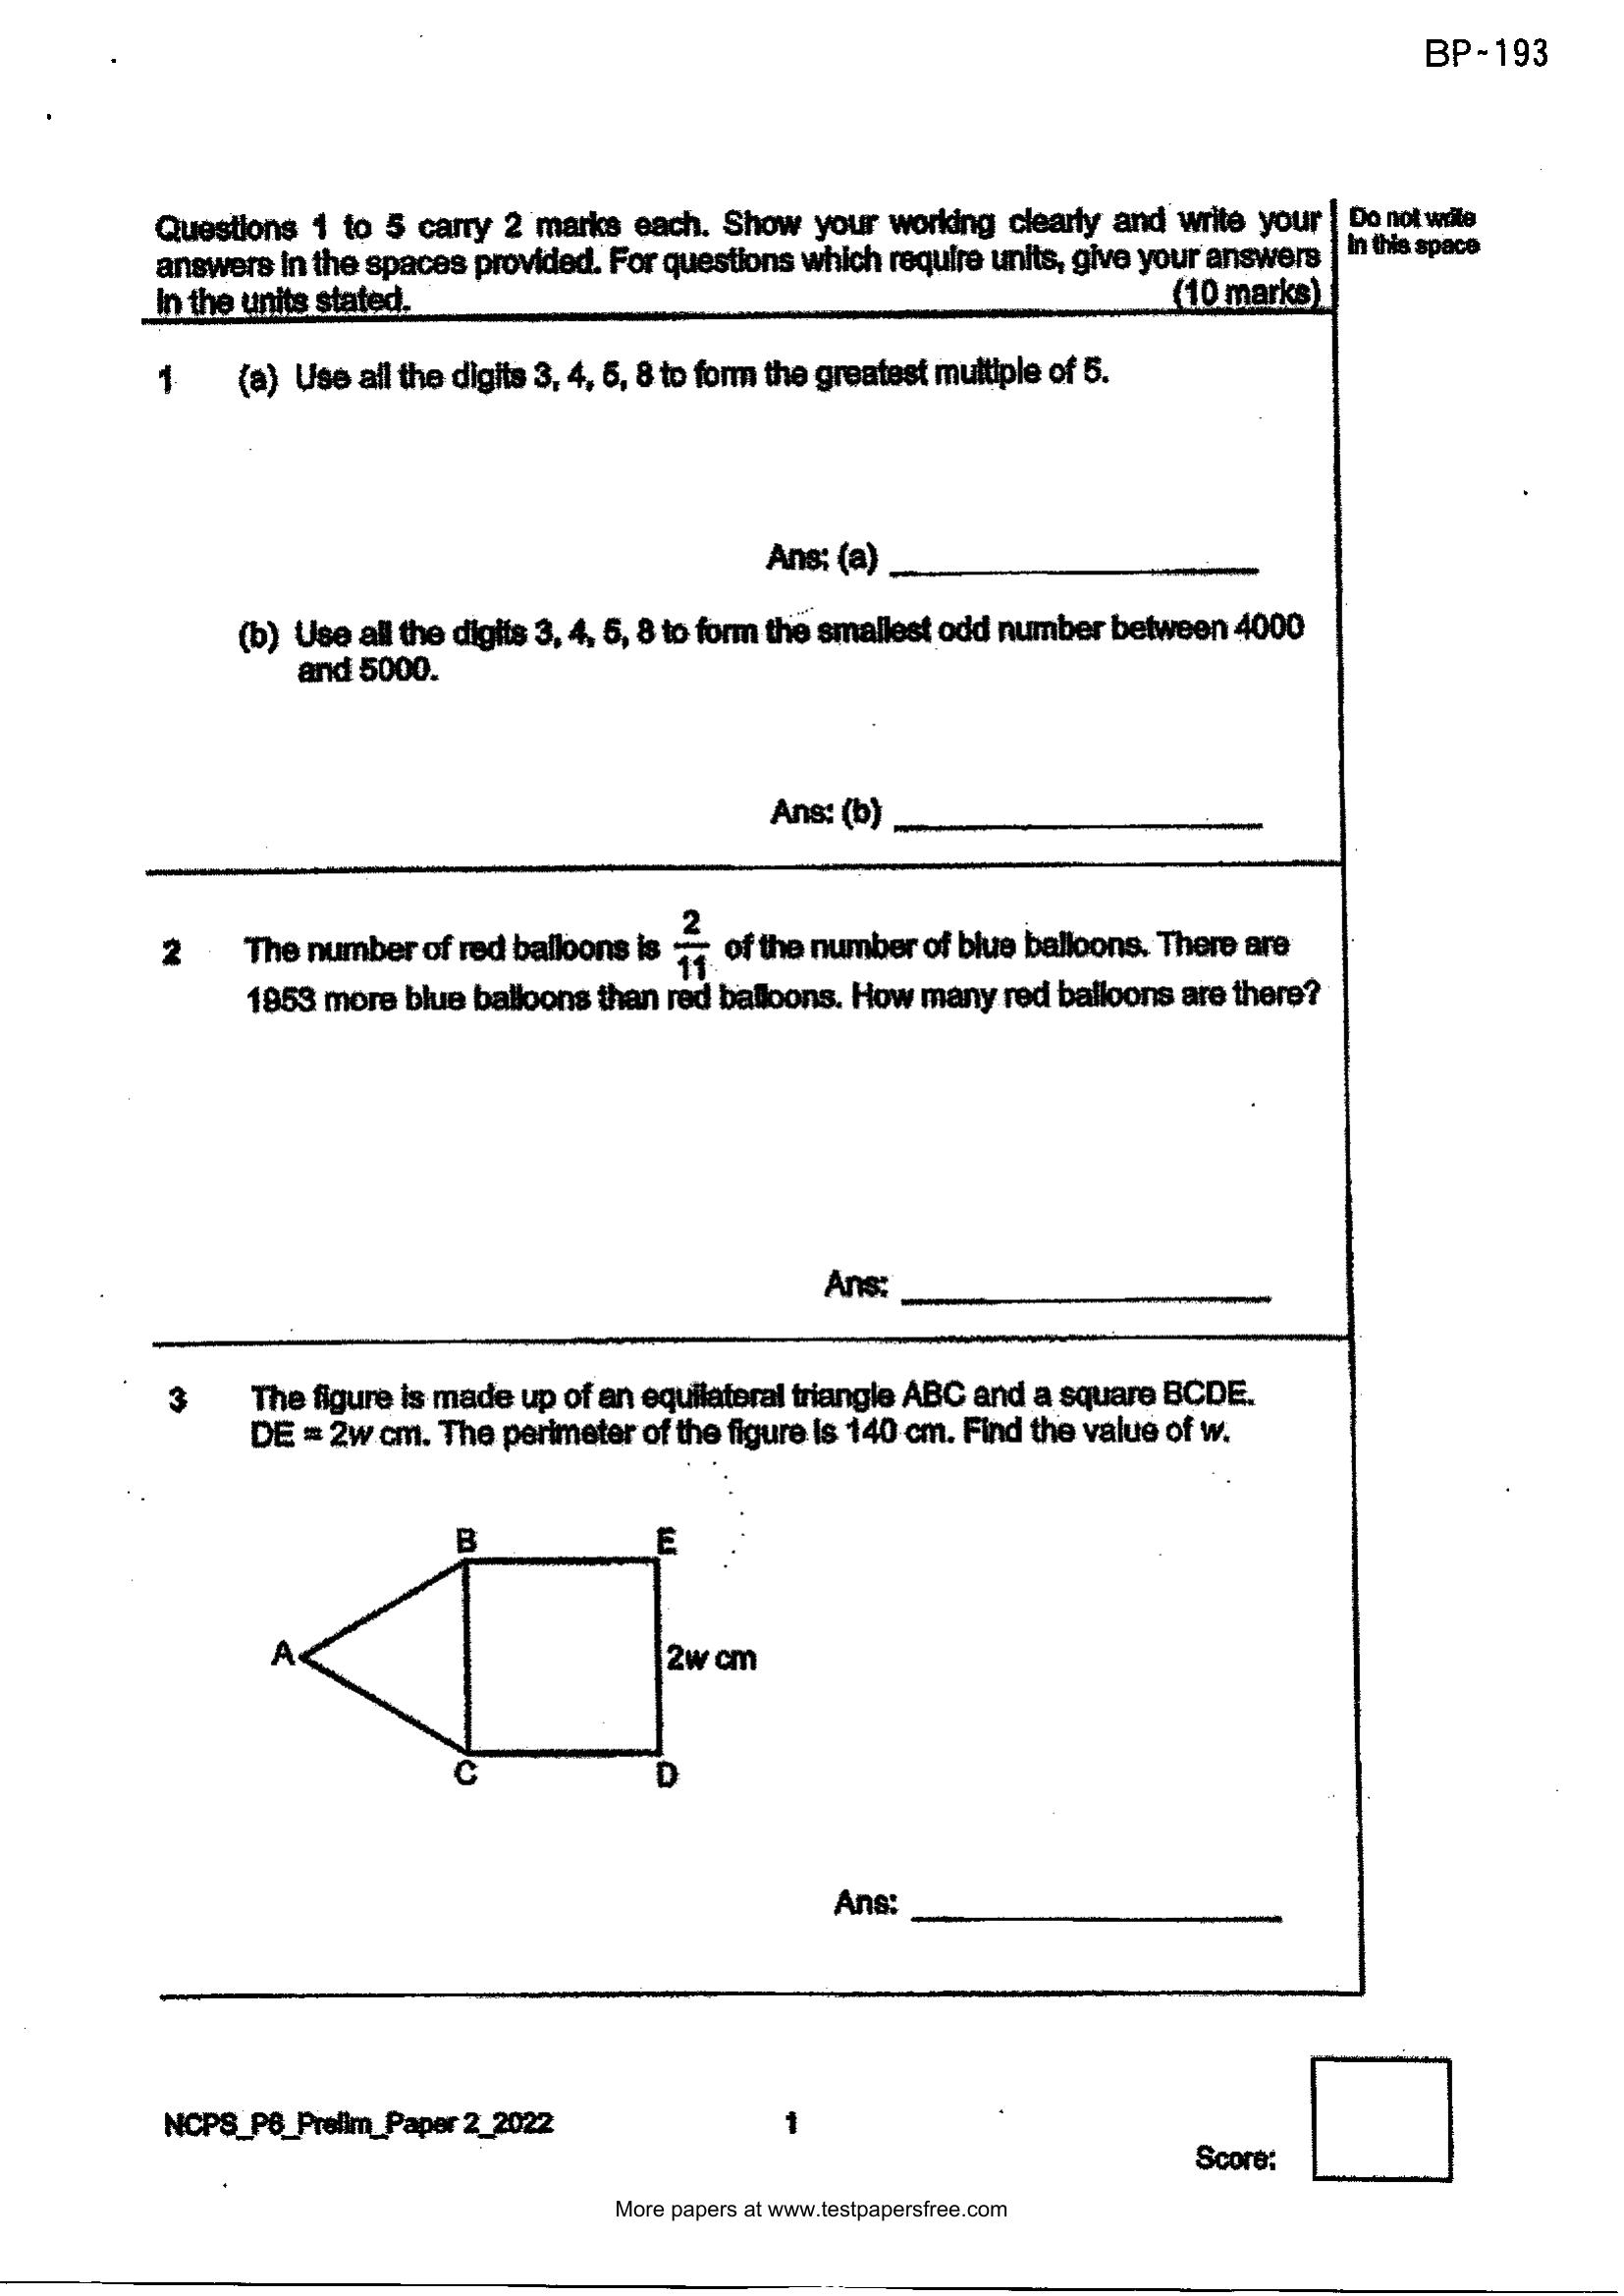 BP-193
Questions 1 to 5 carry 2 marks each. Show your working clearly and write your
answers in the spaces provided. For questions which require units, give your answers
in the units stated. (10 marks)
Do not write
in this space
1 (a) Use all the digits 3, 4, 5, 8 to form the greatest multiple of 5.
Ans: (a)
(b) Use all the digits 3, 4, 5, 8 to form the smallest odd number between 4000
and 5000.
Ans: (b)
2 The number of red balloons is 2/11 of the number of blue balloons. There are
1953 more blue balloons than red balloons. How many red balloons are there?
Ans:
3 The figure is made up of an equilateral triangle ABC and a square BCDE.
DE = 2w cm. The perimeter of the figure is 140 cm. Find the value of w.
B E
A 2w cm
C D
Ans:
NCPS_P6_Prelim_Paper 2_2022 1
Score:
More papers at www.testpapersfree.com